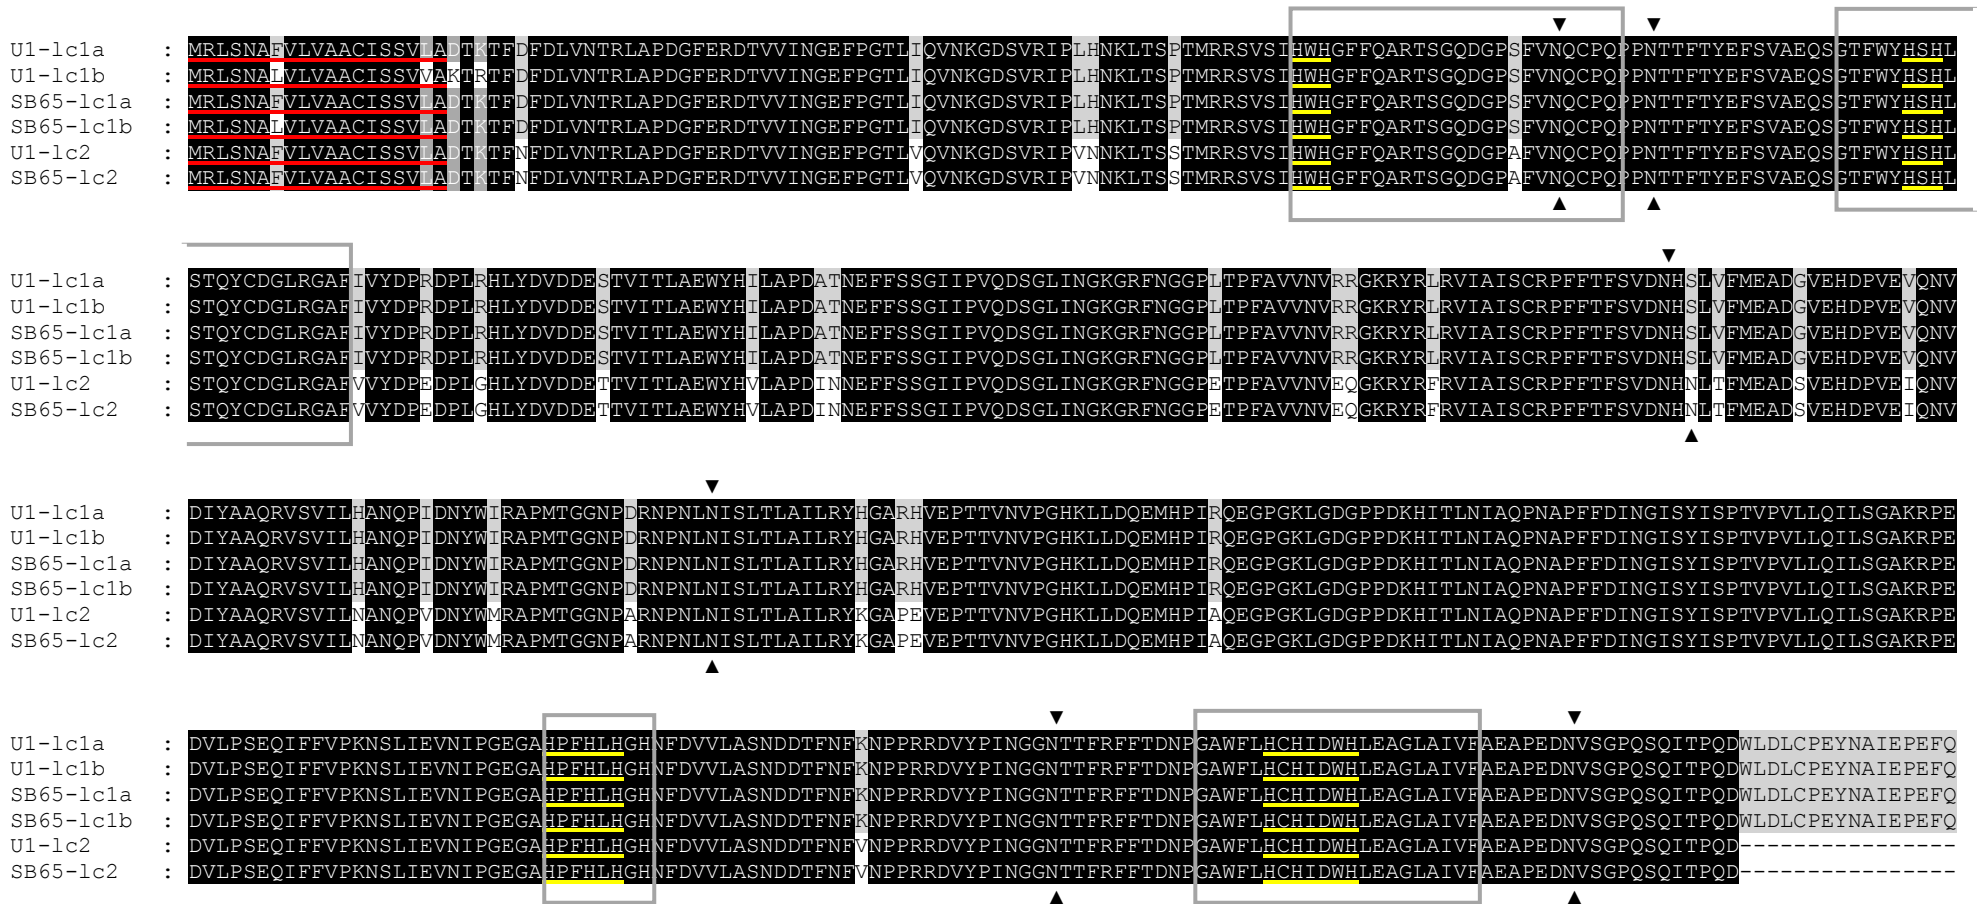 U1-lc1a : MRLSNAFVLVAACISSVLADTKTFDFDLVNTRLAPDGFERDTVVINGEFPGTLIQVNKGDSVRIPLHNKLTSPTMRRSVSIHWHGFFQARTSGQDGPSFVNQCPQPPNTTFTYEFSVAEQSGTFWYHSHL
U1-lc1b : MRLSNALVLVAACISSVVAKTRTFDFDLVNTRLAPDGFERDTVVINGEFPGTLIQVNKGDSVRIPLHNKLTSPTMRRSVSIHWHGFFQARTSGQDGPSFVNQCPQPPNTTFTYEFSVAEQSGTFWYHSHL
SB65-lc1a : MRLSNAFVLVAACISSVLADTKTFDFDLVNTRLAPDGFERDTVVINGEFPGTLIQVNKGDSVRIPLHNKLTSPTMRRSVSIHWHGFFQARTSGQDGPSFVNQCPQPPNTTFTYEFSVAEQSGTFWYHSHL
SB65-lc1b : MRLSNALVLVAACISSVLADTKTFDFDLVNTRLAPDGFERDTVVINGEFPGTLIQVNKGDSVRIPLHNKLTSPTMRRSVSIHWHGFFQARTSGQDGPSFVNQCPQPPNTTFTYEFSVAEQSGTFWYHSHL
U1-lc2 : MRLSNAFVLVAACISSVLADTKTFNFDLVNTRLAPDGFERDTVVINGEFPGTLVQVNKGDSVRIPVNNKLTSSTMRRSVSIHWHGFFQARTSGQDGPAFVNQCPQPPNTTFTYEFSVAEQSGTFWYHSHL
SB65-lc2 : MRLSNAFVLVAACISSVLADTKTFNFDLVNTRLAPDGFERDTVVINGEFPGTLVQVNKGDSVRIPVNNKLTSSTMRRSVSIHWHGFFQARTSGQDGPAFVNQCPQPPNTTFTYEFSVAEQSGTFWYHSHL
U1-lc1a : STQYCDGLRGAFIVYDPRDPLRHLYDVDDESTVITLAEWYHILAPDATNEFFSSGIIPVQDSGLINGKGRFNGGPLTPFAVVNVRRGKRYRLRVIAISCRPFFTFSVDNHSLVFMEADGVEHDPVEVQNV
U1-lc1b : STQYCDGLRGAFIVYDPRDPLRHLYDVDDESTVITLAEWYHILAPDATNEFFSSGIIPVQDSGLINGKGRFNGGPLTPFAVVNVRRGKRYRLRVIAISCRPFFTFSVDNHSLVFMEADGVEHDPVEVQNV
SB65-lc1a : STQYCDGLRGAFIVYDPRDPLRHLYDVDDESTVITLAEWYHILAPDATNEFFSSGIIPVQDSGLINGKGRFNGGPLTPFAVVNVRRGKRYRLRVIAISCRPFFTFSVDNHSLVFMEADGVEHDPVEVQNV
SB65-lc1b : STQYCDGLRGAFIVYDPRDPLRHLYDVDDESTVITLAEWYHILAPDATNEFFSSGIIPVQDSGLINGKGRFNGGPLTPFAVVNVRRGKRYRLRVIAISCRPFFTFSVDNHSLVFMEADGVEHDPVEVQNV
U1-lc2 : STQYCDGLRGAFVVYDPEDPLGHLYDVDDETTVITLAEWYHVLAPDINNEFFSSGIIPVQDSGLINGKGRFNGGPETPFAVVNVEQGKRYRFRVIAISCRPFFTFSVDNHNLTFMEADSVEHDPVEIQNV
SB65-lc2 : STQYCDGLRGAFVVYDPEDPLGHLYDVDDETTVITLAEWYHVLAPDINNEFFSSGIIPVQDSGLINGKGRFNGGPETPFAVVNVEQGKRYRFRVIAISCRPFFTFSVDNHNLTFMEADSVEHDPVEIQNV
U1-lc1a : DIYAAQRVSVILHANQPIDNYWIRAPMTGGNPDRNPNLNISLTLAILRYHGARHVEPTTVNVPGHKLLDQEMHPIRQEGPGKLGDGPPDKHITLNIAQPNAPFFDINGISYISPTVPVLLQILSGAKRPE
U1-lc1b : DIYAAQRVSVILHANQPIDNYWIRAPMTGGNPDRNPNLNISLTLAILRYHGARHVEPTTVNVPGHKLLDQEMHPIRQEGPGKLGDGPPDKHITLNIAQPNAPFFDINGISYISPTVPVLLQILSGAKRPE
SB65-lc1a : DIYAAQRVSVILHANQPIDNYWIRAPMTGGNPDRNPNLNISLTLAILRYHGARHVEPTTVNVPGHKLLDQEMHPIRQEGPGKLGDGPPDKHITLNIAQPNAPFFDINGISYISPTVPVLLQILSGAKRPE
SB65-lc1b : DIYAAQRVSVILHANQPIDNYWIRAPMTGGNPDRNPNLNISLTLAILRYHGARHVEPTTVNVPGHKLLDQEMHPIRQEGPGKLGDGPPDKHITLNIAQPNAPFFDINGISYISPTVPVLLQILSGAKRPE
U1-lc2 : DIYAAQRVSVILNANQPVDNYWMRAPMTGGNPARNPNLNISLTLAILRYKGAPEVEPTTVNVPGHKLLDQEMHPIAQEGPGKLGDGPPDKHITLNIAQPNAPFFDINGISYISPTVPVLLQILSGAKRPE
SB65-lc2 : DIYAAQRVSVILNANQPVDNYWMRAPMTGGNPARNPNLNISLTLAILRYKGAPEVEPTTVNVPGHKLLDQEMHPIAQEGPGKLGDGPPDKHITLNIAQPNAPFFDINGISYISPTVPVLLQILSGAKRPE
U1-lc1a : DVLPSEQIFFVPKNSLIEVNIPGEGAHPFHLHGHNFDVVLASNDDTFNFKNPPRRDVYPINGGNTTFRFFTDNPGAWFLHCHIDWHLEAGLAIVFAEAPEDNVSGPQSQITPQDWLDLCPEYNAIEPEFQ
U1-lc1b : DVLPSEQIFFVPKNSLIEVNIPGEGAHPFHLHGHNFDVVLASNDDTFNFKNPPRRDVYPINGGNTTFRFFTDNPGAWFLHCHIDWHLEAGLAIVFAEAPEDNVSGPQSQITPQDWLDLCPEYNAIEPEFQ
SB65-lc1a : DVLPSEQIFFVPKNSLIEVNIPGEGAHPFHLHGHNFDVVLASNDDTFNFKNPPRRDVYPINGGNTTFRFFTDNPGAWFLHCHIDWHLEAGLAIVFAEAPEDNVSGPQSQITPQDWLDLCPEYNAIEPEFQ
SB65-lc1b : DVLPSEQIFFVPKNSLIEVNIPGEGAHPFHLHGHNFDVVLASNDDTFNFKNPPRRDVYPINGGNTTFRFFTDNPGAWFLHCHIDWHLEAGLAIVFAEAPEDNVSGPQSQITPQDWLDLCPEYNAIEPEFQ
U1-lc2 : DVLPSEQIFFVPKNSLIEVNIPGEGAHPFHLHGHNFDVVLASNDDTFNFVNPPRRDVYPINGGNTTFRFFTDNPGAWFLHCHIDWHLEAGLAIVFAEAPEDNVSGPQSQITPQD----------------
SB65-lc2 : DVLPSEQIFFVPKNSLIEVNIPGEGAHPFHLHGHNFDVVLASNDDTFNFVNPPRRDVYPINGGNTTFRFFTDNPGAWFLHCHIDWHLEAGLAIVFAEAPEDNVSGPQSQITPQD----------------